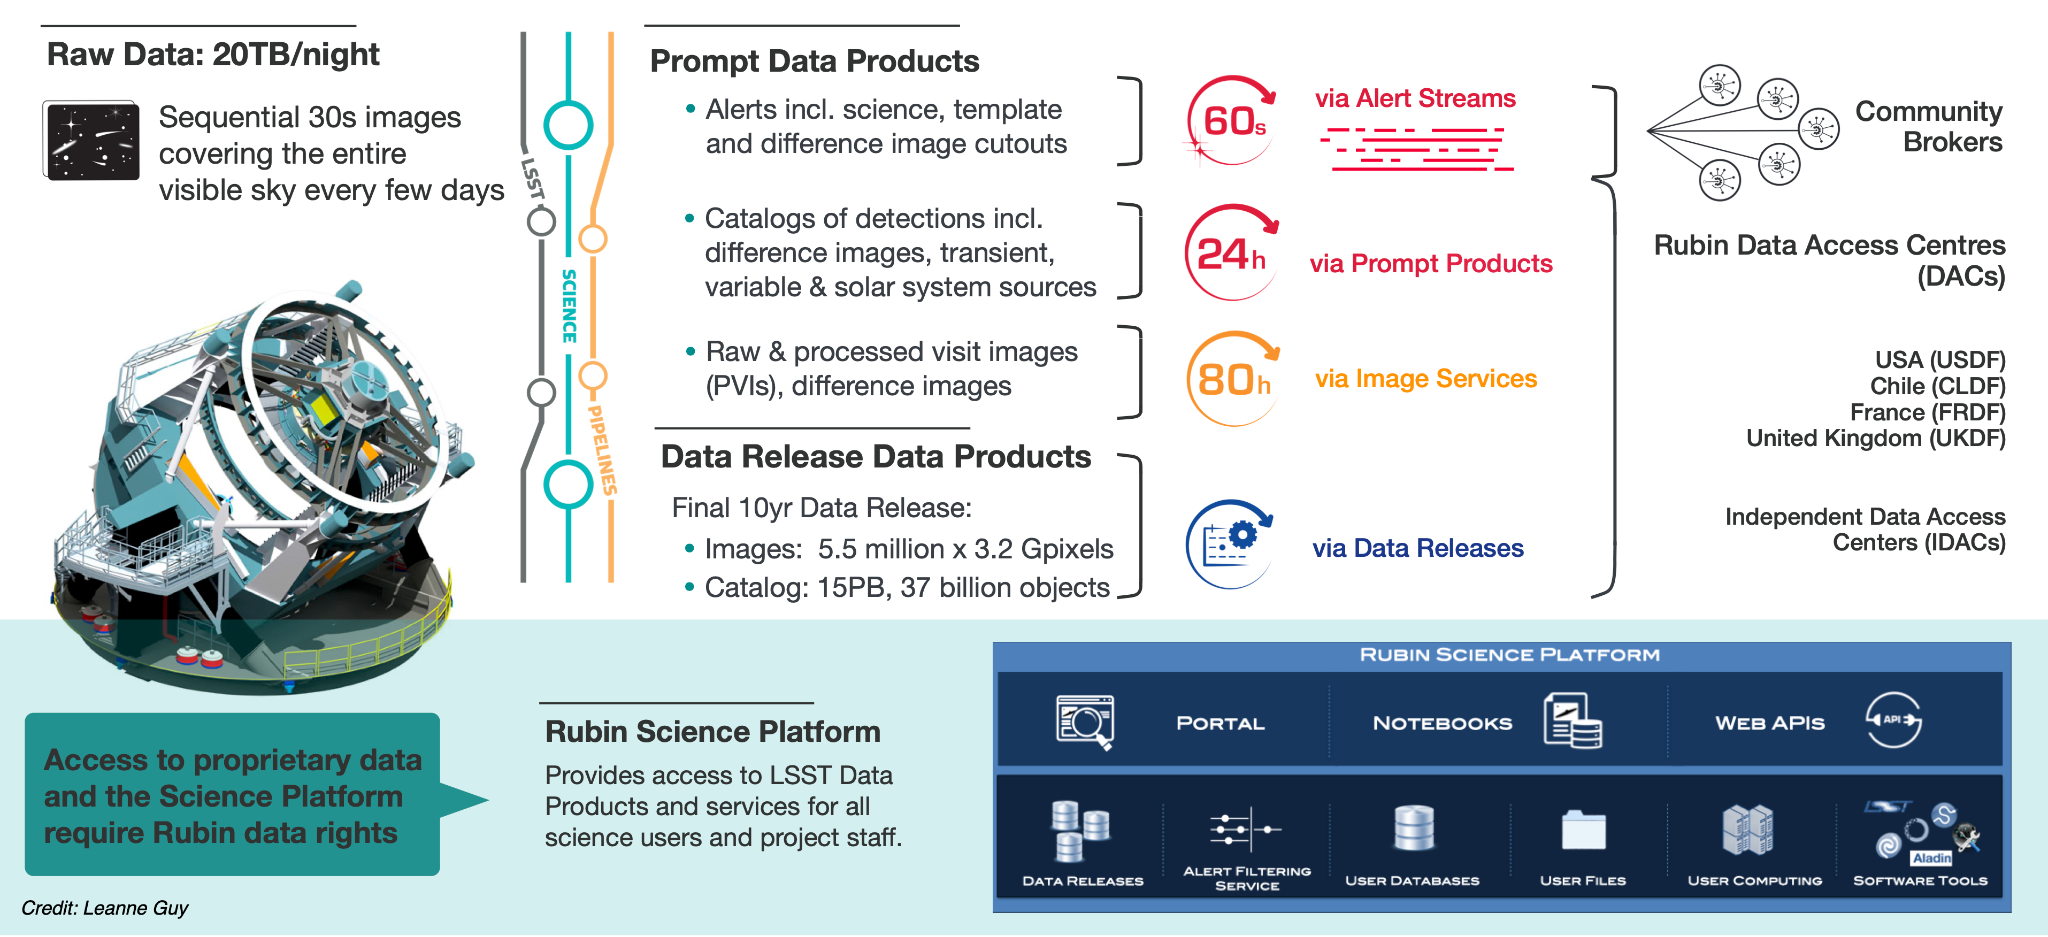 Raw Data: 20TB/night
Sequential 30s images
covering the entire
visible sky every few days
LSST
SCIENCE
PIPELINES
Prompt Data Products
• Alerts incl. science, template
and difference image cutouts
60s
via Alert Streams
• Catalogs of detections incl.
difference images, transient,
variable & solar system sources
24h
via Prompt Products
• Raw & processed visit images
(PVIs), difference images
80h
via Image Services
Data Release Data Products
Final 10yr Data Release:
• Images: 5.5 million x 3.2 Gpixels
• Catalog: 15PB, 37 billion objects
via Data Releases
Community
Brokers
Rubin Data Access Centres
(DACs)
USA (USDF)
Chile (CLDF)
France (FRDF)
United Kingdom (UKDF)
Independent Data Access
Centers (IDACs)
Access to proprietary data
and the Science Platform
require Rubin data rights
Credit: Leanne Guy
Rubin Science Platform
Provides access to LSST Data
Products and services for all
science users and project staff.
RUBIN SCIENCE PLATFORM
PORTAL
NOTEBOOKS
WEB APIS
API
DATA RELEASES
ALERT FILTERING
SERVICE
USER DATABASES
USER FILES
USER COMPUTING
LSST
Aladin
SOFTWARE TOOLS